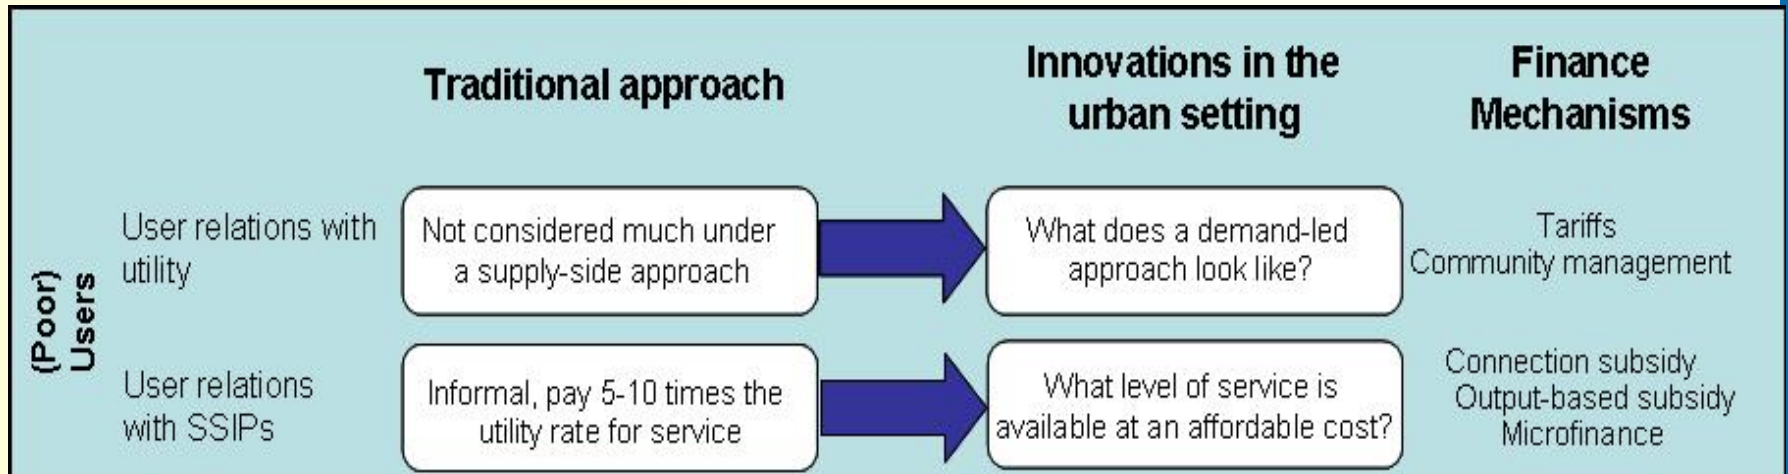 Traditional approach
Innovations in the
urban setting
Finance
Mechanisms
(Poor)
Users
User relations with
utility
Not considered much under
a supply-side approach
What does a demand-led
approach look like?
Tariffs
Community management
User relations
with SSIPs
Informal, pay 5-10 times the
utility rate for service
What level of service is
available at an affordable cost?
Connection subsidy
Output-based subsidy
Microfinance